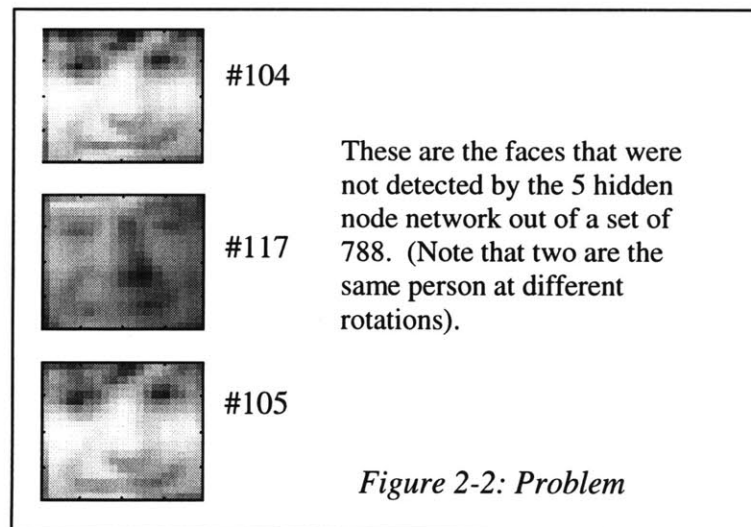 #104
These are the faces that were
not detected by the 5 hidden
node network out of a set of
788. (Note that two are the
same person at different
rotations).
#117
#105
Figure 2-2: Problem